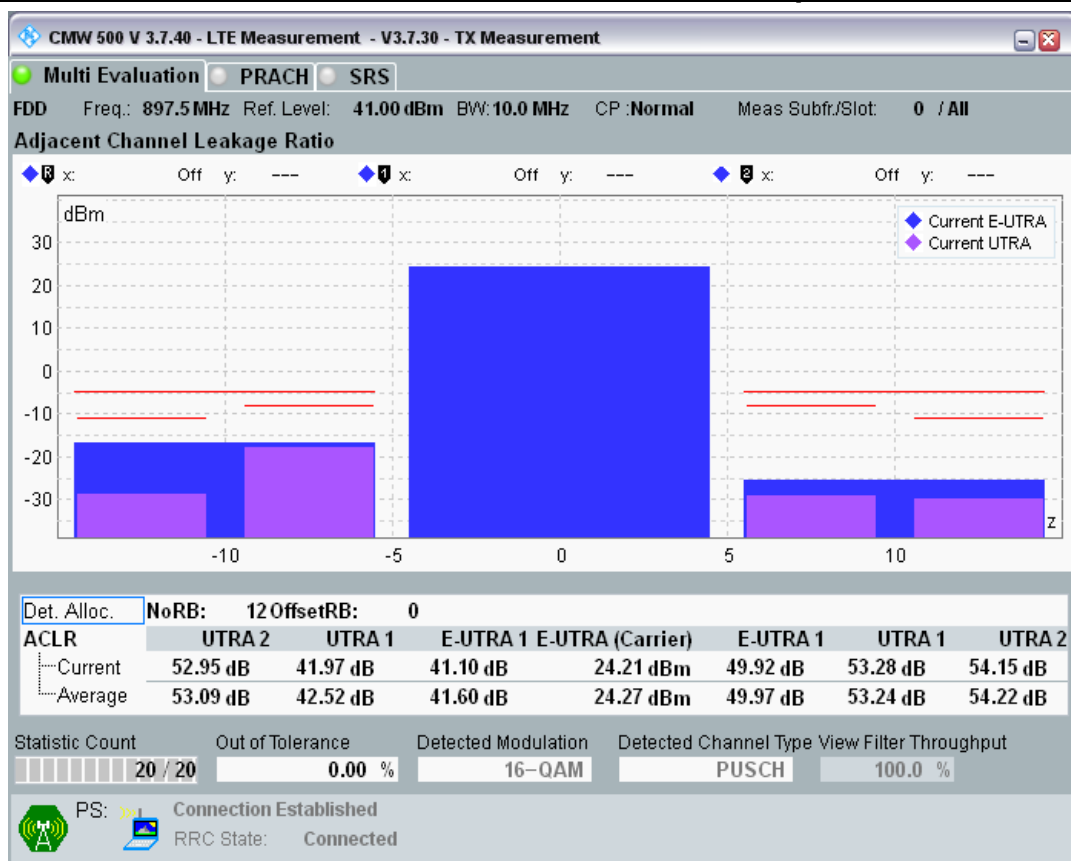 CMW 500 V 3.7.40 - LTE Measurement - V3.7.30 - TX Measurement
Multi Evaluation PRACH SRS
FDD Freq.: 897.5 MHz Ref. Level: 41.00 dBm BW: 10.0 MHz CP :Normal Meas Subfr./Slot: 0 / All
Adjacent Channel Leakage Ratio
R x: Off y: --- 1 x: Off y: --- 2 x: Off y: ---
dBm
Current E-UTRA
Current UTRA
30
20
10
0
-10
-20
-30
z
-10 -5 0 5 10
Det. Alloc. NoRB: 12 OffsetRB: 0
ACLR UTRA 2 UTRA 1 E-UTRA 1 E-UTRA (Carrier) E-UTRA 1 UTRA 1 UTRA 2
Current 52.95 dB 41.97 dB 41.10 dB 24.21 dBm 49.92 dB 53.28 dB 54.15 dB
Average 53.09 dB 42.52 dB 41.60 dB 24.27 dBm 49.97 dB 53.24 dB 54.22 dB
Statistic Count Out of Tolerance Detected Modulation Detected Channel Type View Filter Throughput
20 / 20 0.00 % 16-QAM PUSCH 100.0 %
PS: Connection Established
RRC State: Connected